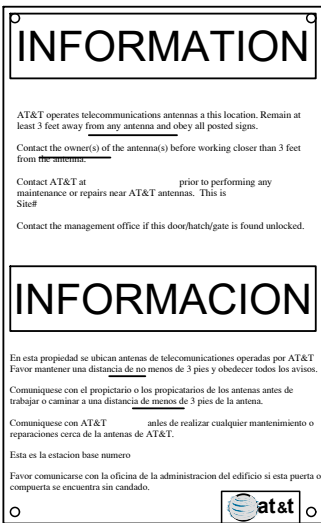 INFORMATION
AT&T operates telecommunications antennas a this location. Remain at
least 3 feet away from any antenna and obey all posted signs.
Contact the owner(s) of the antenna(s) before working closer than 3 feet
from the antenna.
Contact AT&T at prior to performing any
maintenance or repairs near AT&T antennas. This is
Site#
Contact the management office if this door/hatch/gate is found unlocked.
INFORMACION
En esta propiedad se ubican antenas de telecomunicationes operadas por AT&T
Favor mantener una distancia de no menos de 3 pies y obedecer todos los avisos.
Comuniquese con el propictario o los propicatarios de los antenas antes de
trabajar o caminar a una distancia de menos de 3 pies de la antena.
Comuniquese con AT&T anles de realizar cualquier mantenimiento o
reparaciones cerca de la antenas de AT&T.
Esta es la estacion base numero
Favor comunicarse con la oficina de la administracion del edificio si esta puerta o
compuerta se encuentra sin candado.
at&t